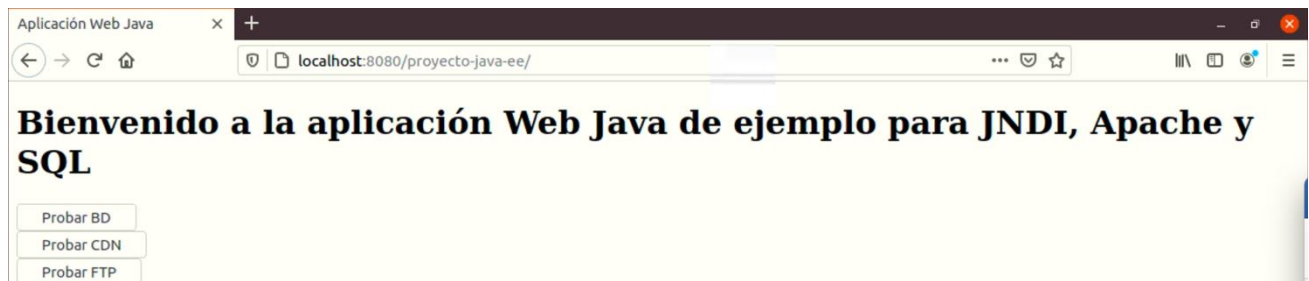 Aplicación Web Java
localhost:8080/proyecto-java-ee/
Bienvenido a la aplicación Web Java de ejemplo para JNDI, Apache y
SQL
Probar BD
Probar CDN
Probar FTP